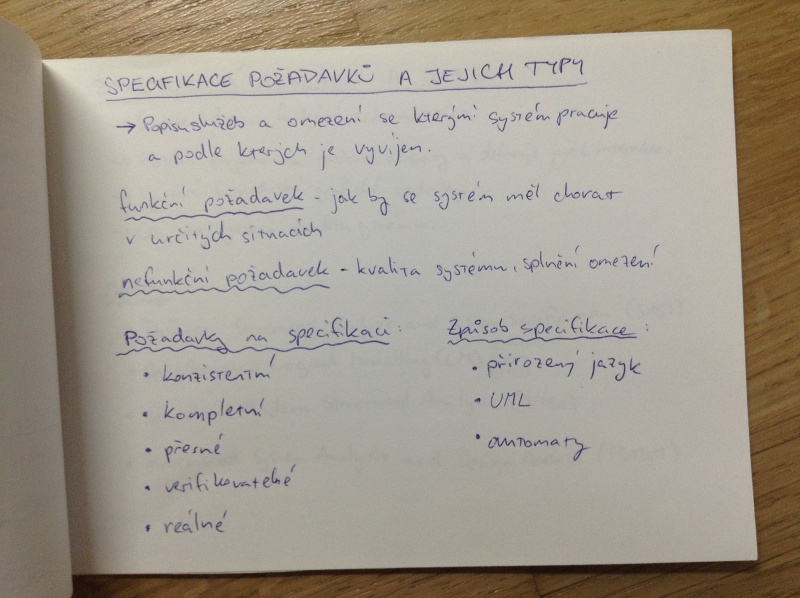 SPECIFIKACE POŽADAVKŮ A JEJICH TYPY
→ Popisu služeb a omezení se kterými systém pracuje
a podle kterých je vyvíjen.
funkční požadavek - jak by se systém měl chovat
v určitých situacích
nefunkční požadavek - kvalita systému, splnění omezení
Požadavky na specifikaci:
• konzistentní
• kompletní
• přesné
• verifikovatelné
• reálné
Způsob specifikace:
• přirozený jazyk
• UML
• automaty